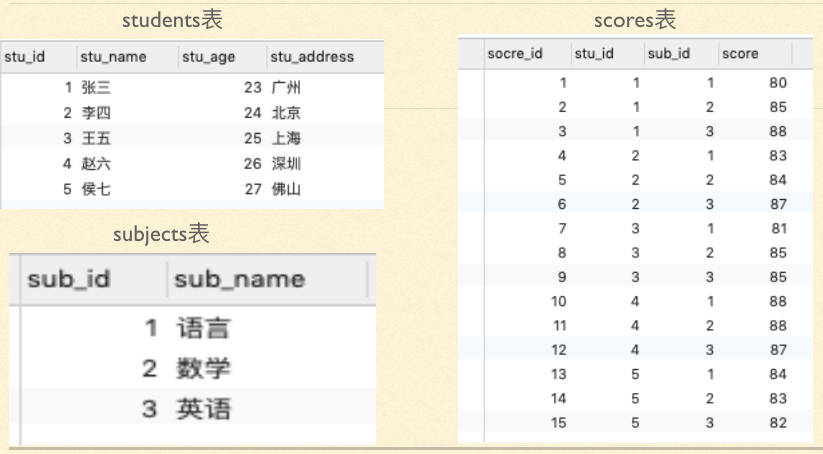 students表
stu_id stu_name stu_age stu_address
1 张三 23 广州
2 李四 24 北京
3 王五 25 上海
4 赵六 26 深圳
5 侯七 27 佛山
subjects表
sub_id sub_name
1 语言
2 数学
3 英语
scores表
socre_id stu_id sub_id score
1 1 1 80
2 1 2 85
3 1 3 88
4 2 1 83
5 2 2 84
6 2 3 87
7 3 1 81
8 3 2 85
9 3 3 85
10 4 1 88
11 4 2 88
12 4 3 87
13 5 1 84
14 5 2 83
15 5 3 82